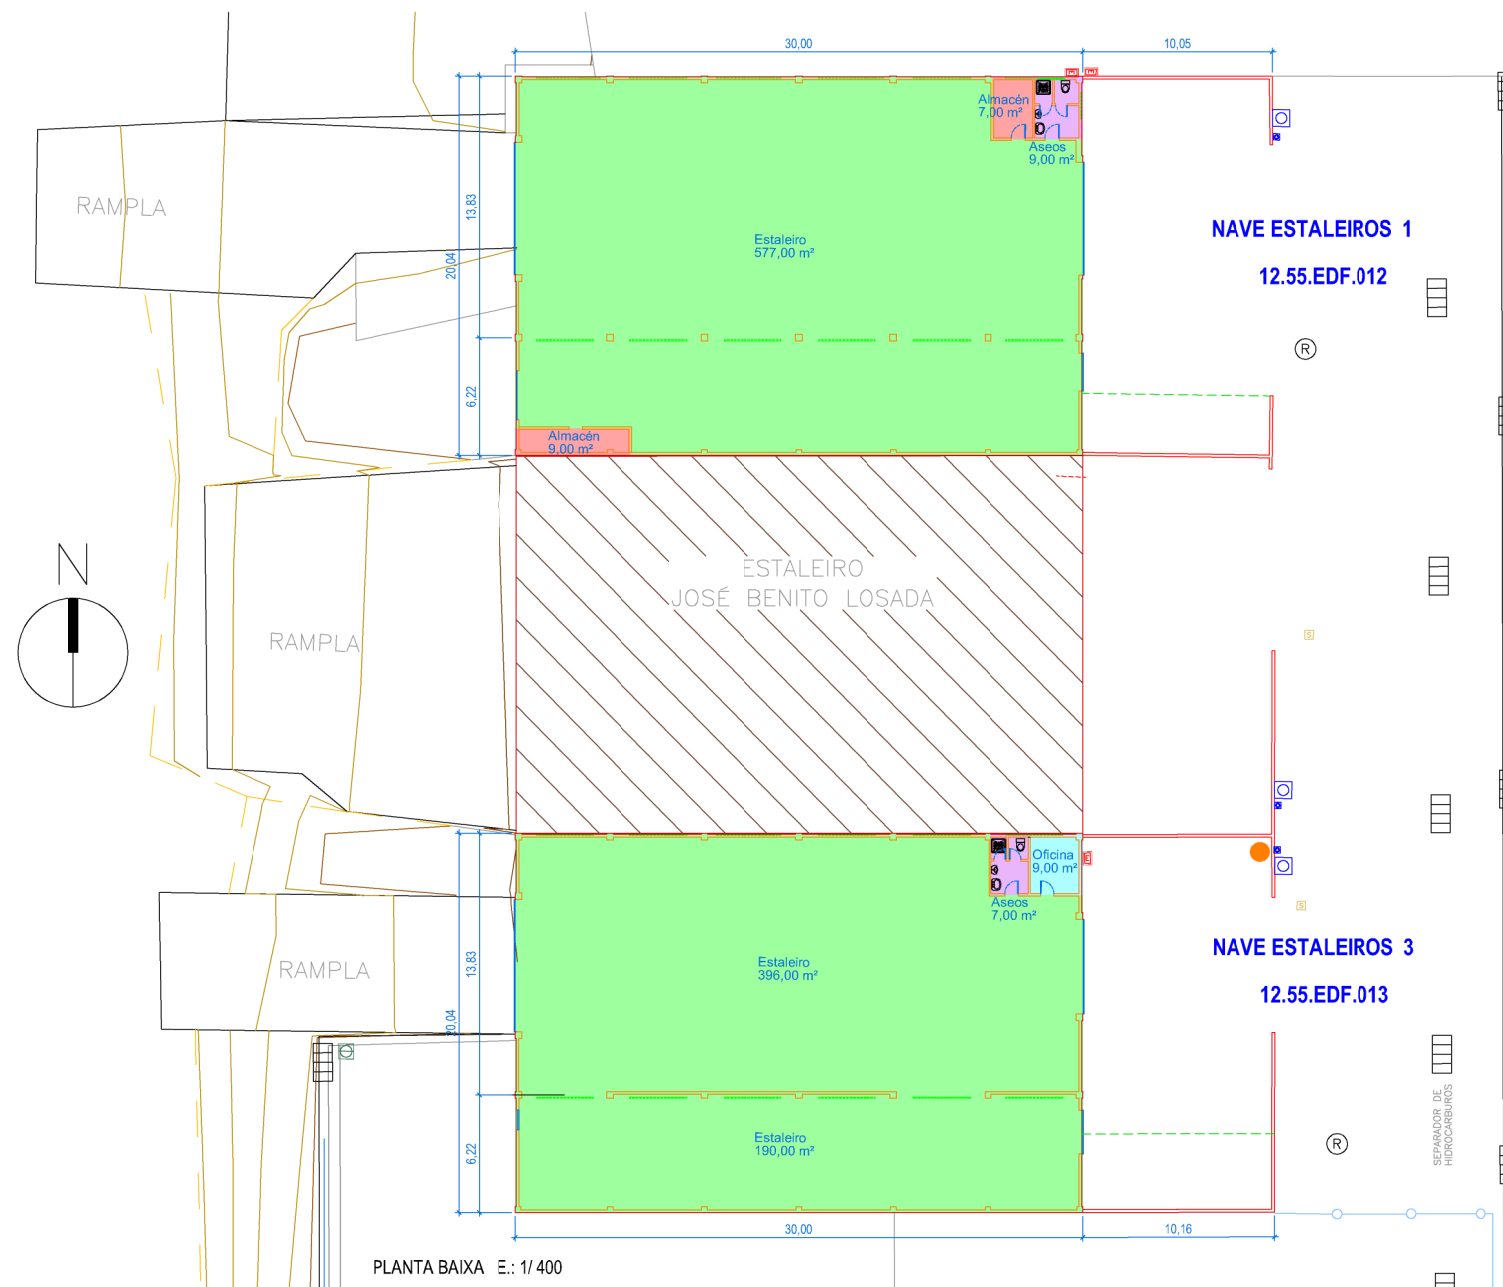 30,00
10,05
Almacén
7,00 m²
Aseos
9,00 m²
RAMPLA
13,83
20,04
Estaleiro
577,00 m²
NAVE ESTALEIROS 1
12.55.EDF.012
R
6,22
Almacén
9,00 m²
N
ESTALEIRO
JOSÉ BENITO LOSADA
RAMPLA
S
Oficina
9,00 m²
Aseos
7,00 m²
S
NAVE ESTALEIROS 3
12.55.EDF.013
13,83
20,04
Estaleiro
396,00 m²
RAMPLA
SEPARADOR DE
HIDROCARBUROS
R
6,22
Estaleiro
190,00 m²
30,00
10,16
PLANTA BAIXA E.: 1/400